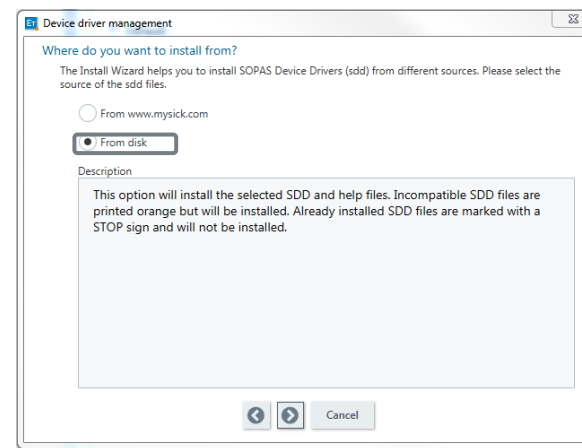 ET Device driver management
Where do you want to install from?
The Install Wizard helps you to install SOPAS Device Drivers (sdd) from different sources. Please select the
source of the sdd files.
From www.mysick.com
From disk
Description
This option will install the selected SDD and help files. Incompatible SDD files are
printed orange but will be installed. Already installed SDD files are marked with a
STOP sign and will not be installed.
Cancel